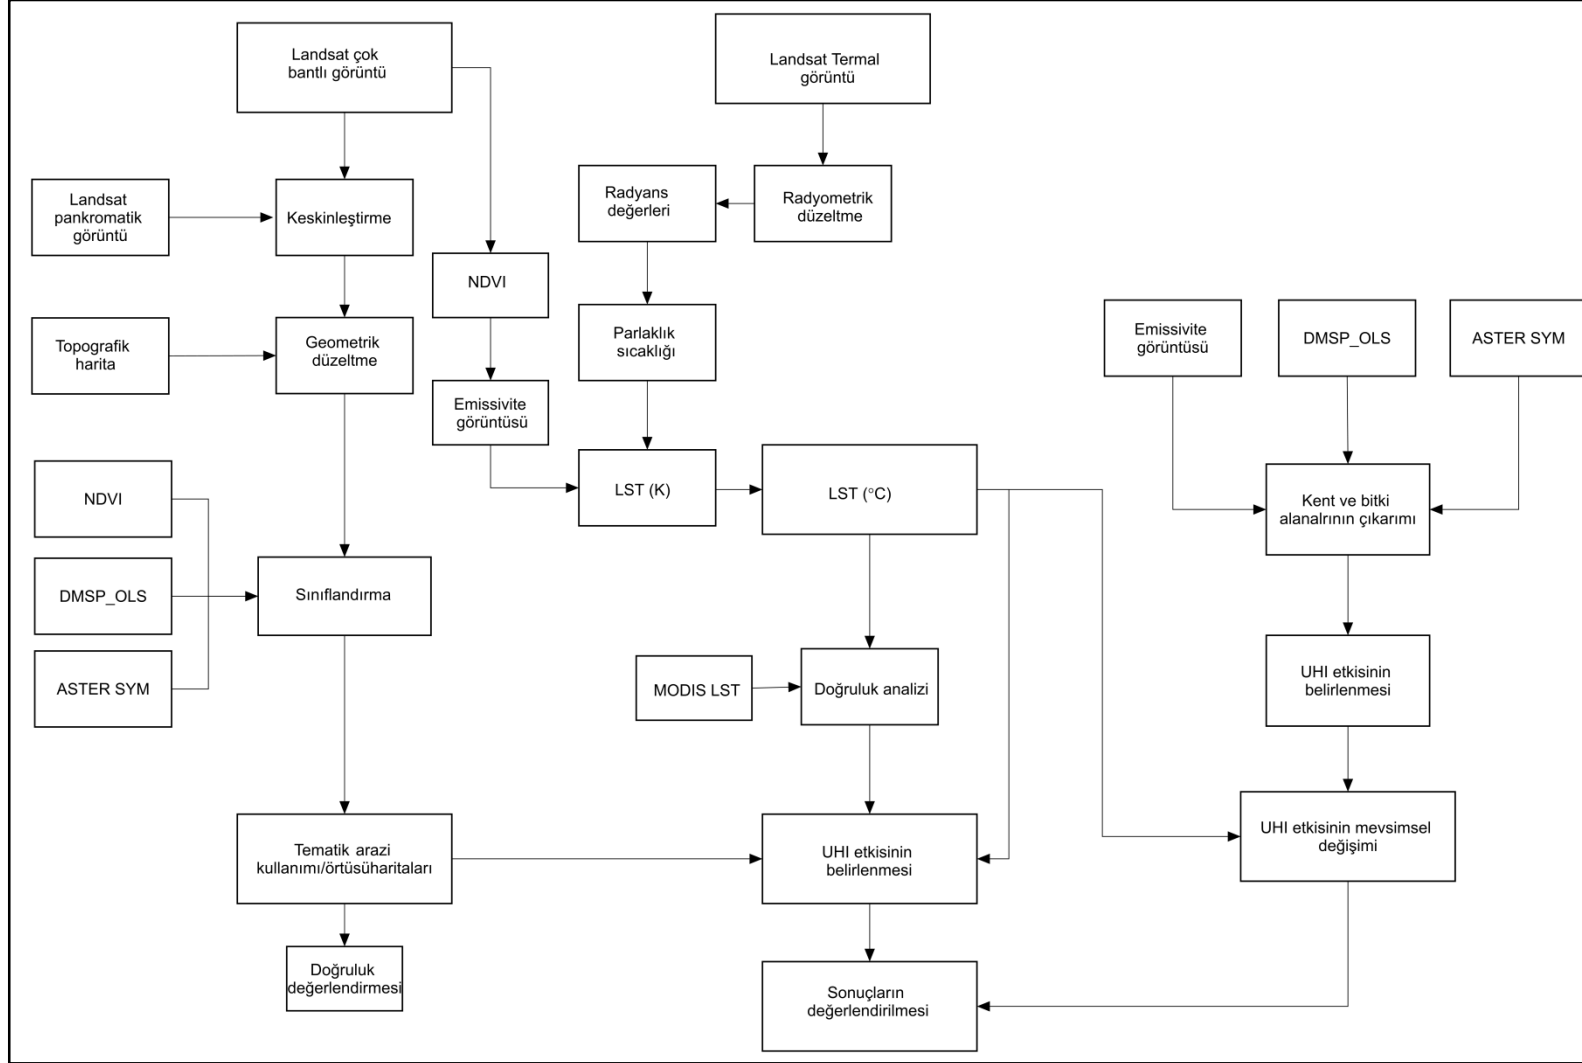 Landsat çok
bantlı görüntü
Landsat Termal
görüntü
Landsat
pankromatik
görüntü
Keskinleştirme
Radyans
değerleri
Radyometrik
düzeltme
NDVI
Topografik
harita
Geometrik
düzeltme
Parlaklık
sıcaklığı
Emissivite
görüntüsü
DMSP_OLS
ASTER SYM
Emissivite
görüntüsü
NDVI
LST (K)
LST (°C)
Kent ve bitki
alanalrının çıkarımı
DMSP_OLS
Sınıflandırma
ASTER SYM
MODIS LST
Doğruluk analizi
UHI etkisinin
belirlenmesi
Tematik arazi
kullanımı/örtüsüharitaları
UHI etkisinin
belirlenmesi
UHI etkisinin mevsimsel
değişimi
Doğruluk
değerlendirmesi
Sonuçların
değerlendirilmesi